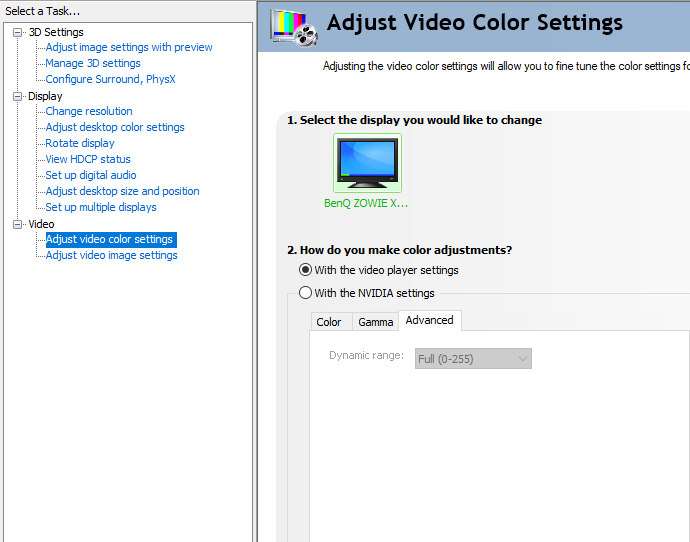 Select a Task...
3D Settings
Adjust image settings with preview
Manage 3D settings
Configure Surround, PhysX
Display
Change resolution
Adjust desktop color settings
Rotate display
View HDCP status
Set up digital audio
Adjust desktop size and position
Set up multiple displays
Video
Adjust video color settings
Adjust video image settings
Adjust Video Color Settings
Adjusting the video color settings will allow you to fine tune the color settings fo
1. Select the display you would like to change
BenQ ZOWIE X...
2. How do you make color adjustments?
With the video player settings
With the NVIDIA settings
Color Gamma Advanced
Dynamic range: Full (0-255)